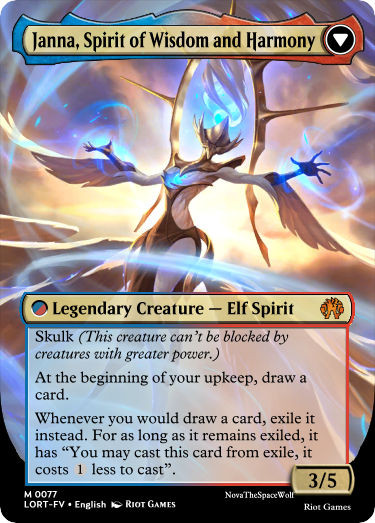 Janna, Spirit of Wisdom and Harmony
Legendary Creature — Elf Spirit
Skulk (This creature can't be blocked by
creatures with greater power.)
At the beginning of your upkeep, draw a
card.
Whenever you would draw a card, exile it
instead. For as long as it remains exiled, it
has “You may cast this card from exile, it
costs 1 less to cast”.
3/5
M 0077
LORT-FV • English RIOT GAMES
NovaTheSpaceWolf
Riot Games